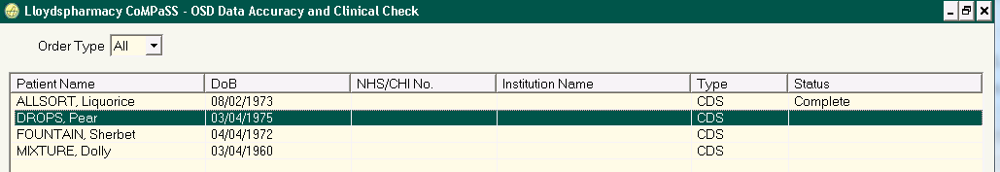 Lloydspharmacy CoMPaSS - OSD Data Accuracy and Clinical Check
Order Type All
Patient Name DoB NHS/CHI No. Institution Name Type Status
ALLSORT, Liquorice 08/02/1973 CDS Complete
DROPS, Pear 03/04/1975 CDS
FOUNTAIN, Sherbet 04/04/1972 CDS
MIXTURE, Dolly 03/04/1960 CDS